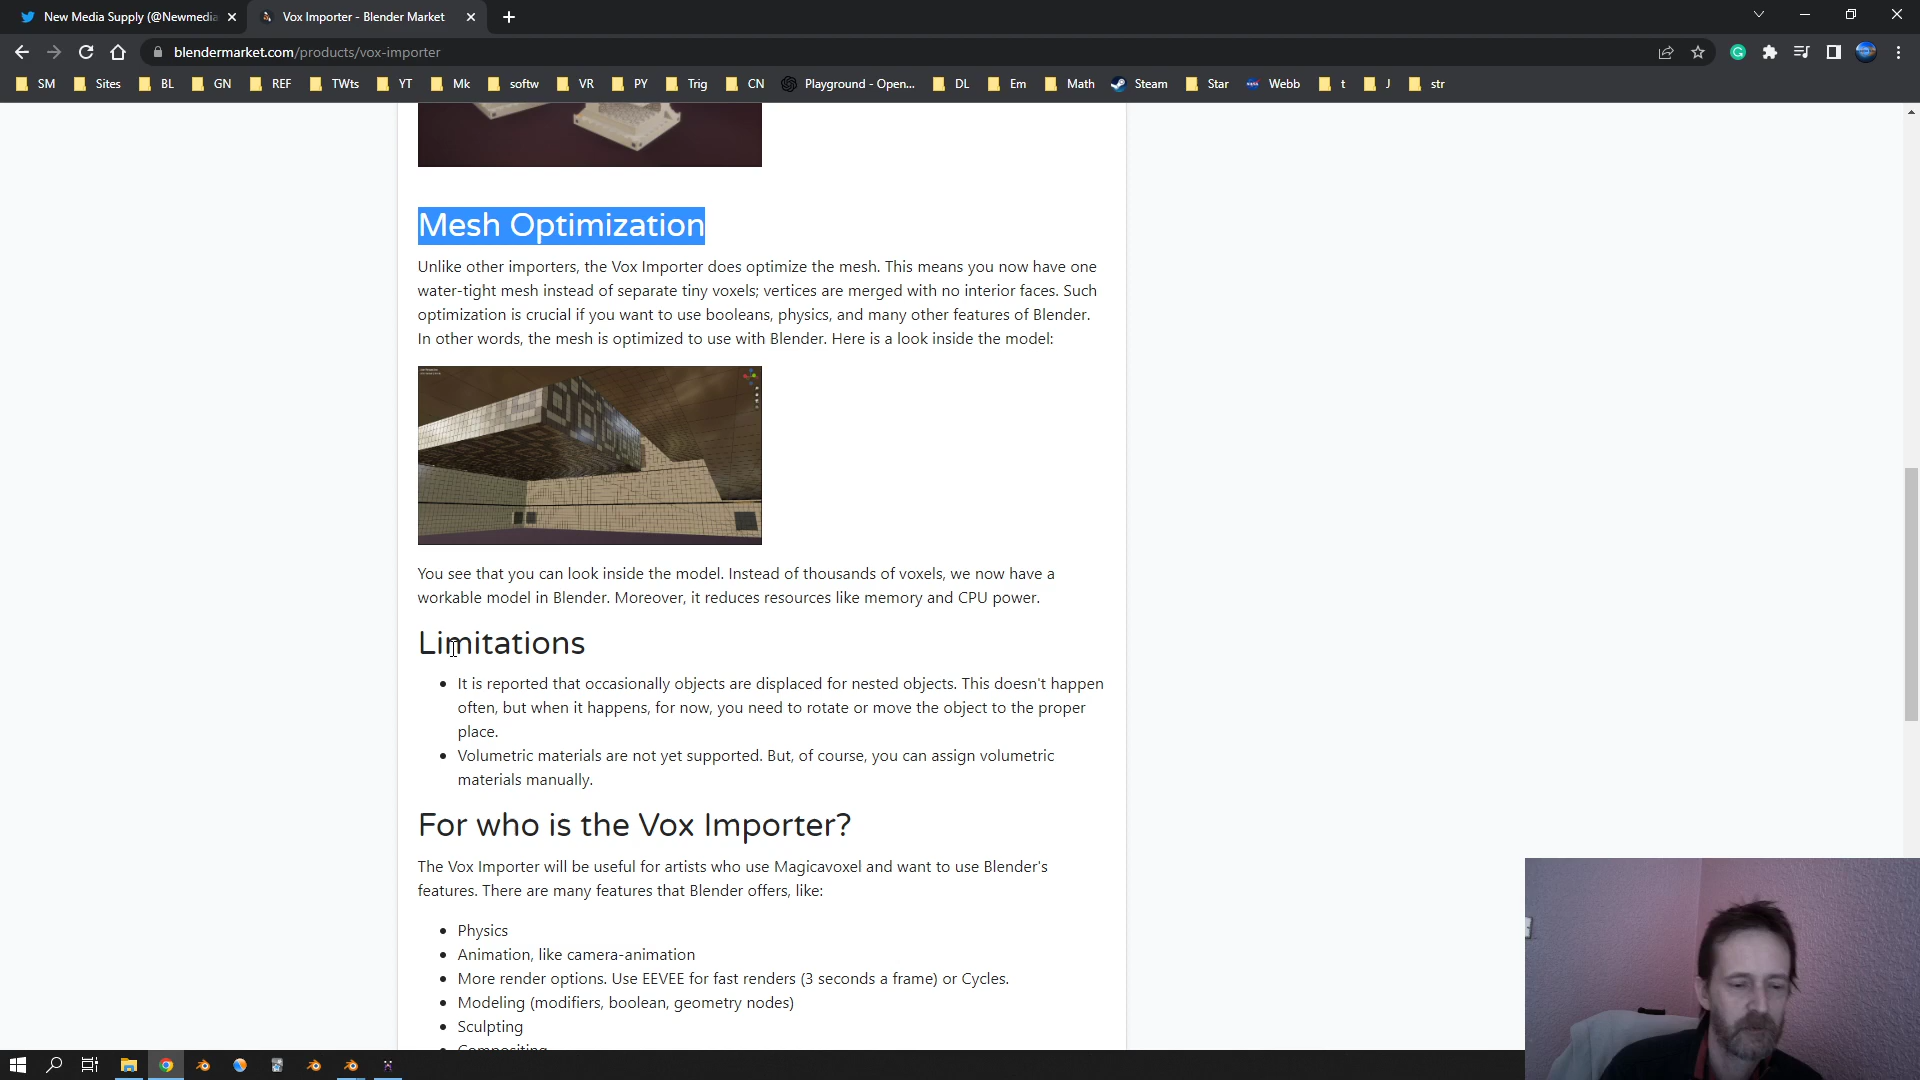 New Media Supply (@Newmedia
Vox Importer - Blender Market
blendermarket.com/products/vox-importer
SM
Sites
BL
GN
REF
TWts
YT
Mk
softw
VR
PY
Trig
CN
Playground - Open...
DL
Em
Math
Steam
Star
Webb
t
J
str
Mesh Optimization
Unlike other importers, the Vox Importer does optimize the mesh. This means you now have one
water-tight mesh instead of separate tiny voxels; vertices are merged with no interior faces. Such
optimization is crucial if you want to use booleans, physics, and many other features of Blender.
In other words, the mesh is optimized to use with Blender. Here is a look inside the model:
You see that you can look inside the model. Instead of thousands of voxels, we now have a
workable model in Blender. Moreover, it reduces resources like memory and CPU power.
Limitations
• It is reported that occasionally objects are displaced for nested objects. This doesn't happen
often, but when it happens, for now, you need to rotate or move the object to the proper
place.
• Volumetric materials are not yet supported. But, of course, you can assign volumetric
materials manually.
For who is the Vox Importer?
The Vox Importer will be useful for artists who use Magicavoxel and want to use Blender's
features. There are many features that Blender offers, like:
• Physics
• Animation, like camera-animation
• More render options. Use EEVEE for fast renders (3 seconds a frame) or Cycles.
• Modeling (modifiers, boolean, geometry nodes)
• Sculpting
• Compositing